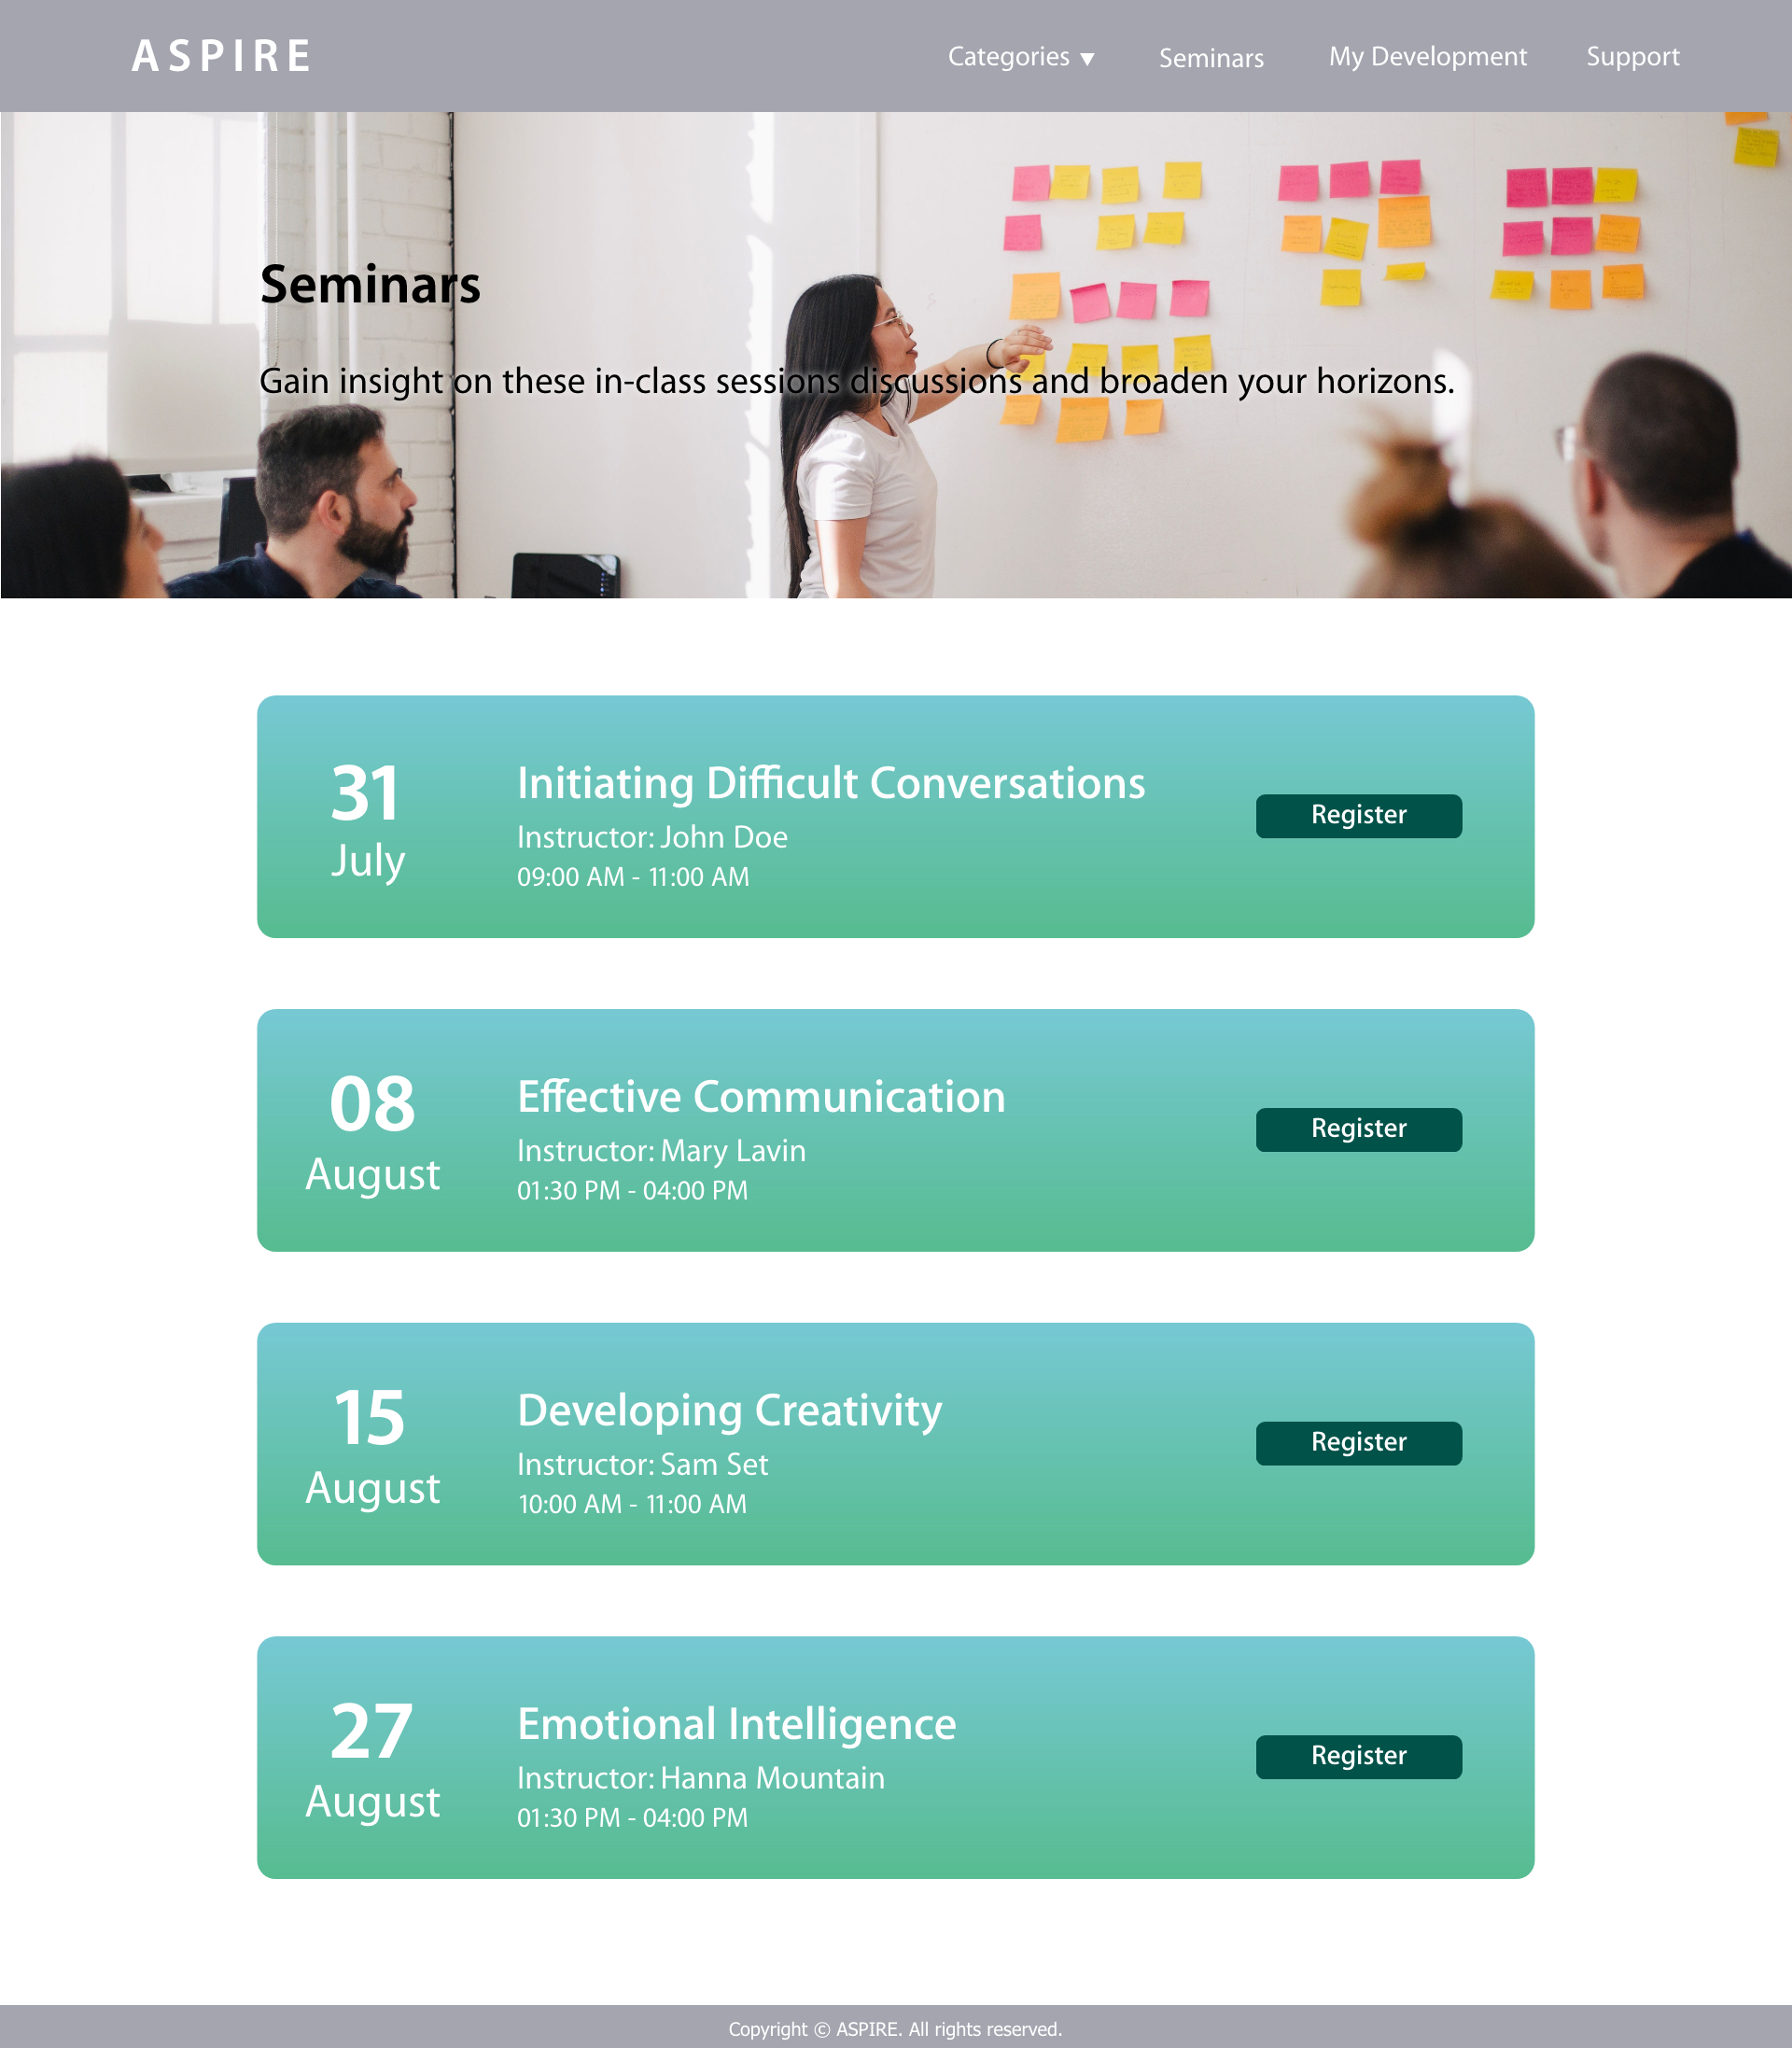 ASPIRE
Categories ▼ Seminars My Development Support
Seminars
Gain insight on these in-class sessions discussions and broaden your horizons.
31
July
Initiating Difficult Conversations
Instructor: John Doe
09:00 AM - 11:00 AM
Register
08
August
Effective Communication
Instructor: Mary Lavin
01:30 PM - 04:00 PM
Register
15
August
Developing Creativity
Instructor: Sam Set
10:00 AM - 11:00 AM
Register
27
August
Emotional Intelligence
Instructor: Hanna Mountain
01:30 PM - 04:00 PM
Register
Copyright © ASPIRE. All rights reserved.